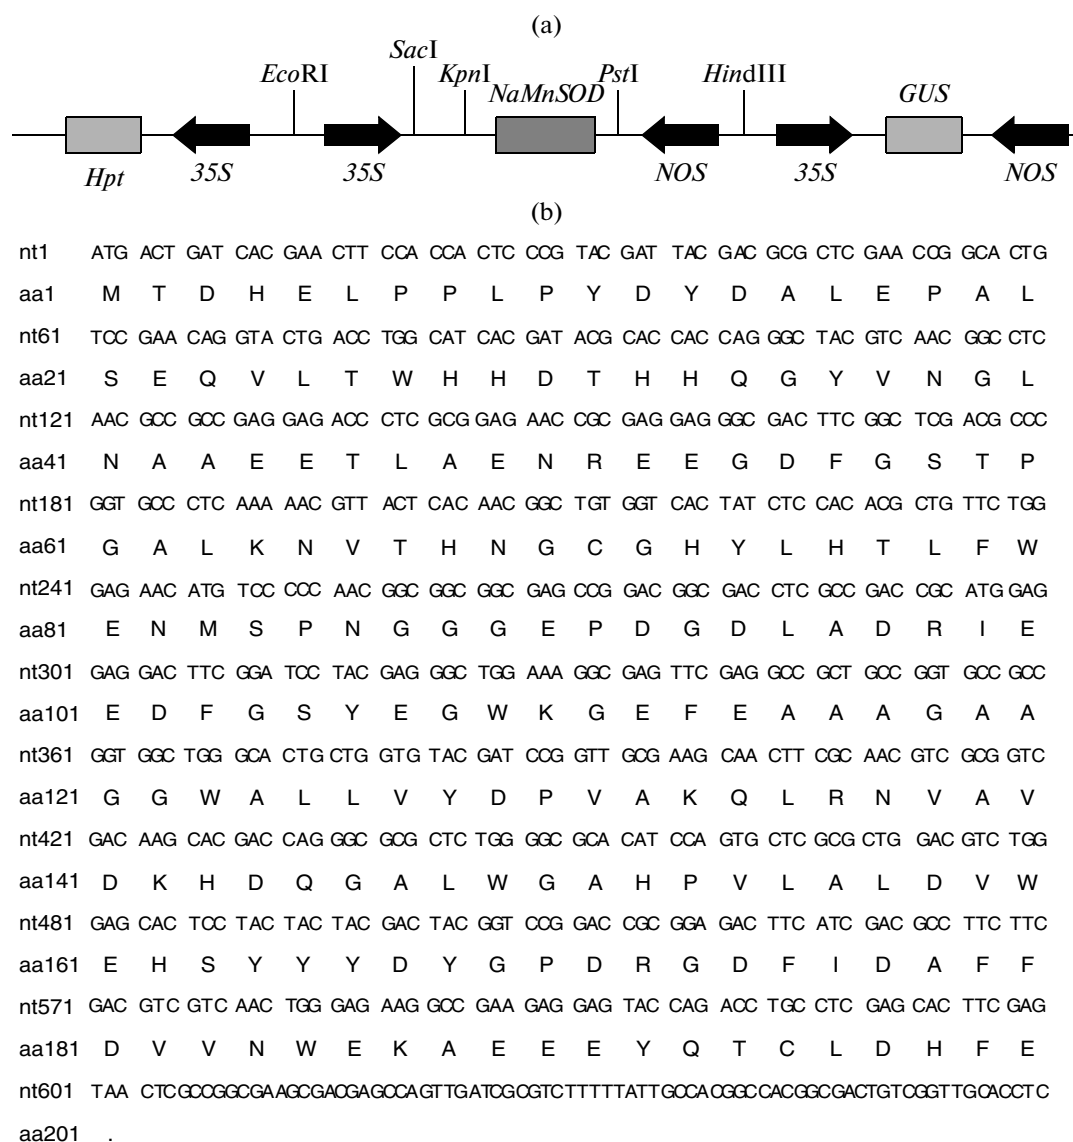 (a)
SacI
EcoRI KpnI PstI HindIII
NaMnSOD GUS
Hpt 35S 35S NOS 35S NOS
(b)
nt1 ATG ACT GAT CAC GAA CTT CCA CCA CTC CCG TAC GAT TAC GAC GCG CTC GAA CCG GCA CTG
aa1 M T D H E L P P L P Y D Y D A L E P A L
nt61 TCC GAA CAG GTA CTG ACC TGG CAT CAC GAT ACG CAC CAC CAG GGC TAC GTC AAC GGC CTC
aa21 S E Q V L T W H H D T H H Q G Y V N G L
nt121 AAC GCC GCC GAG GAG ACC CTC GCG GAG AAC CGC GAG GAG GGC GAC TTC GGC TCG ACG CCC
aa41 N A A E E T L A E N R E E G D F G S T P
nt181 GGT GCC CTC AAA AAC GTT ACT CAC AAC GGC TGT GGT CAC TAT CTC CAC ACG CTG TTC TGG
aa61 G A L K N V T H N G C G H Y L H T L F W
nt241 GAG AAC ATG TCC CCC AAC GGC GGC GGC GAG CCG GAC GGC GAC CTC GCC GAC CGC ATG GAG
aa81 E N M S P N G G G E P D G D L A D R I E
nt301 GAG GAC TTC GGA TCC TAC GAG GGC TGG AAA GGC GAG TTC GAG GCC GCT GCC GGT GCC GCC
aa101 E D F G S Y E G W K G E F E A A A G A A
nt361 GGT GGC TGG GCA CTG CTG GTG TAC GAT CCG GTT GCG AAG CAA CTT CGC AAC GTC GCG GTC
aa121 G G W A L L V Y D P V A K Q L R N V A V
nt421 GAC AAG CAC GAC CAG GGC GCG CTC TGG GGC GCA CAT CCA GTG CTC GCG CTG GAC GTC TGG
aa141 D K H D Q G A L W G A H P V L A L D V W
nt481 GAG CAC TCC TAC TAC TAC GAC TAC GGT CCG GAC CGC GGA GAC TTC ATC GAC GCC TTC TTC
aa161 E H S Y Y Y D Y G P D R G D F I D A F F
nt571 GAC GTC GTC AAC TGG GAG AAG GCC GAA GAG GAG TAC CAG ACC TGC CTC GAG CAC TTC GAG
aa181 D V V N W E K A E E E Y Q T C L D H F E
nt601 TAA CTCGCCGGCGAAGCGACGAGCCAGTTGATCGCGTCTTTTTATTGCCACGGCCACGGCGACTGTCGGTTGCACCTC
aa201 .